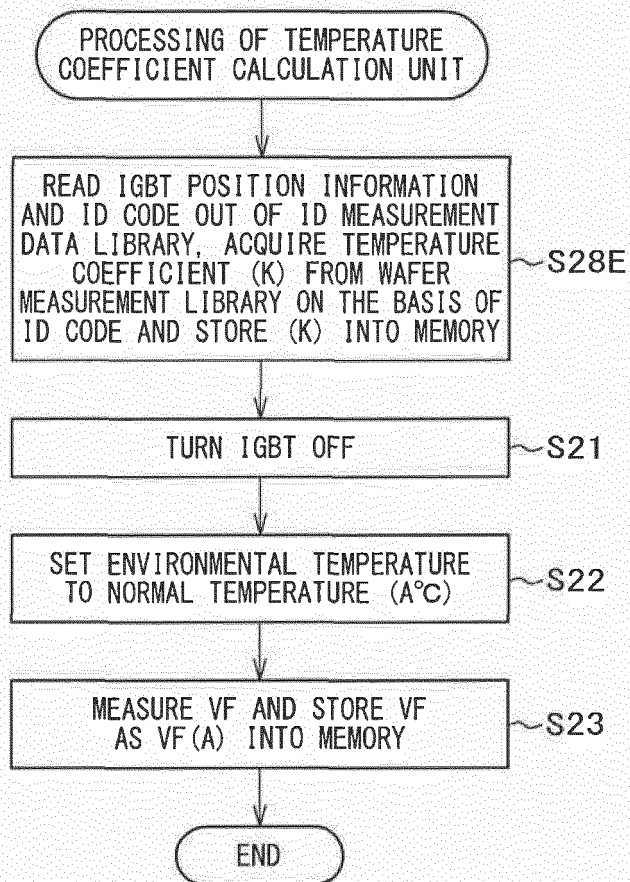 PROCESSING OF TEMPERATURE
COEFFICIENT CALCULATION UNIT
READ IGBT POSITION INFORMATION
AND ID CODE OUT OF ID MEASUREMENT
DATA LIBRARY, ACQUIRE TEMPERATURE
COEFFICIENT (K) FROM WAFER
MEASUREMENT LIBRARY ON THE BASIS OF
ID CODE AND STORE (K) INTO MEMORY
S28E
TURN IGBT OFF
S21
SET ENVIRONMENTAL TEMPERATURE
TO NORMAL TEMPERATURE (A℃)
S22
MEASURE VF AND STORE VF
AS VF(A) INTO MEMORY
S23
END